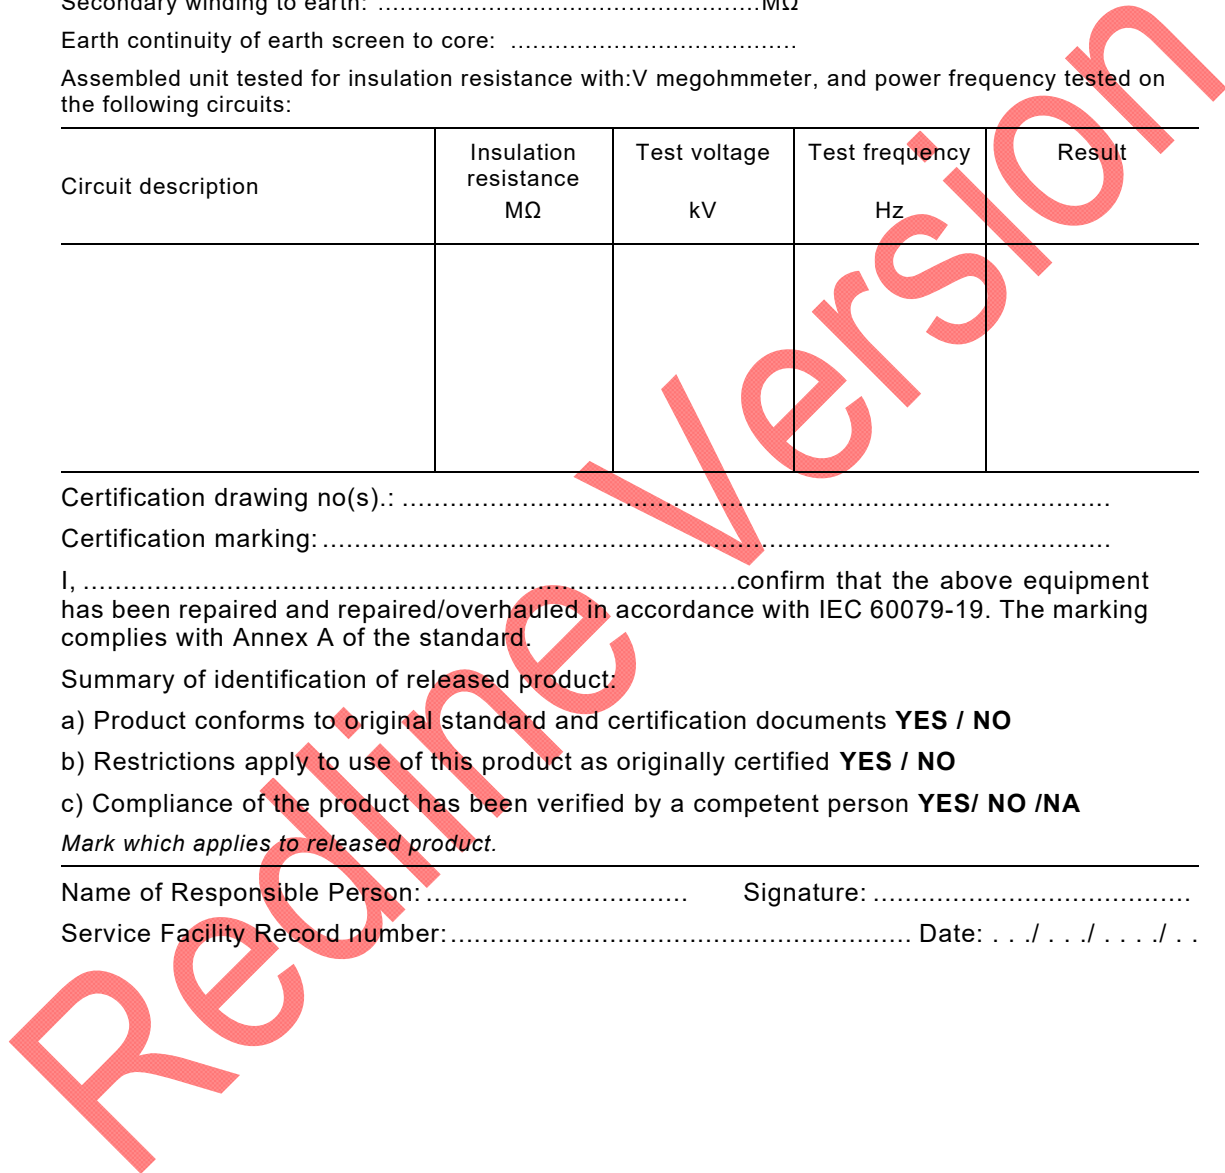 Secondary winding to earth: ....................................................MΩ
Earth continuity of earth screen to core: .......................................
Assembled unit tested for insulation resistance with:V megohmmeter, and power frequency tested on
the following circuits:
Circuit description
Insulation resistance MΩ
Test voltage kV
Test frequency Hz
Result
Certification drawing no(s).: .........................................................................................
Certification marking: ...................................................................................................
I, ..................................................................................confirm that the above equipment
has been repaired and repaired/overhauled in accordance with IEC 60079-19. The marking
complies with Annex A of the standard.
Summary of identification of released product:
a) Product conforms to original standard and certification documents YES / NO
b) Restrictions apply to use of this product as originally certified YES / NO
c) Compliance of the product has been verified by a competent person YES/ NO /NA
Mark which applies to released product.
Name of Responsible Person: ................................. Signature: ........................................
Service Facility Record number: .......................................................... Date: . . ./ . . ./ . . . ./ . .
Redline Version